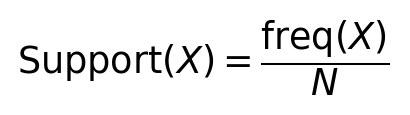 Support(X) = freq(X) / N